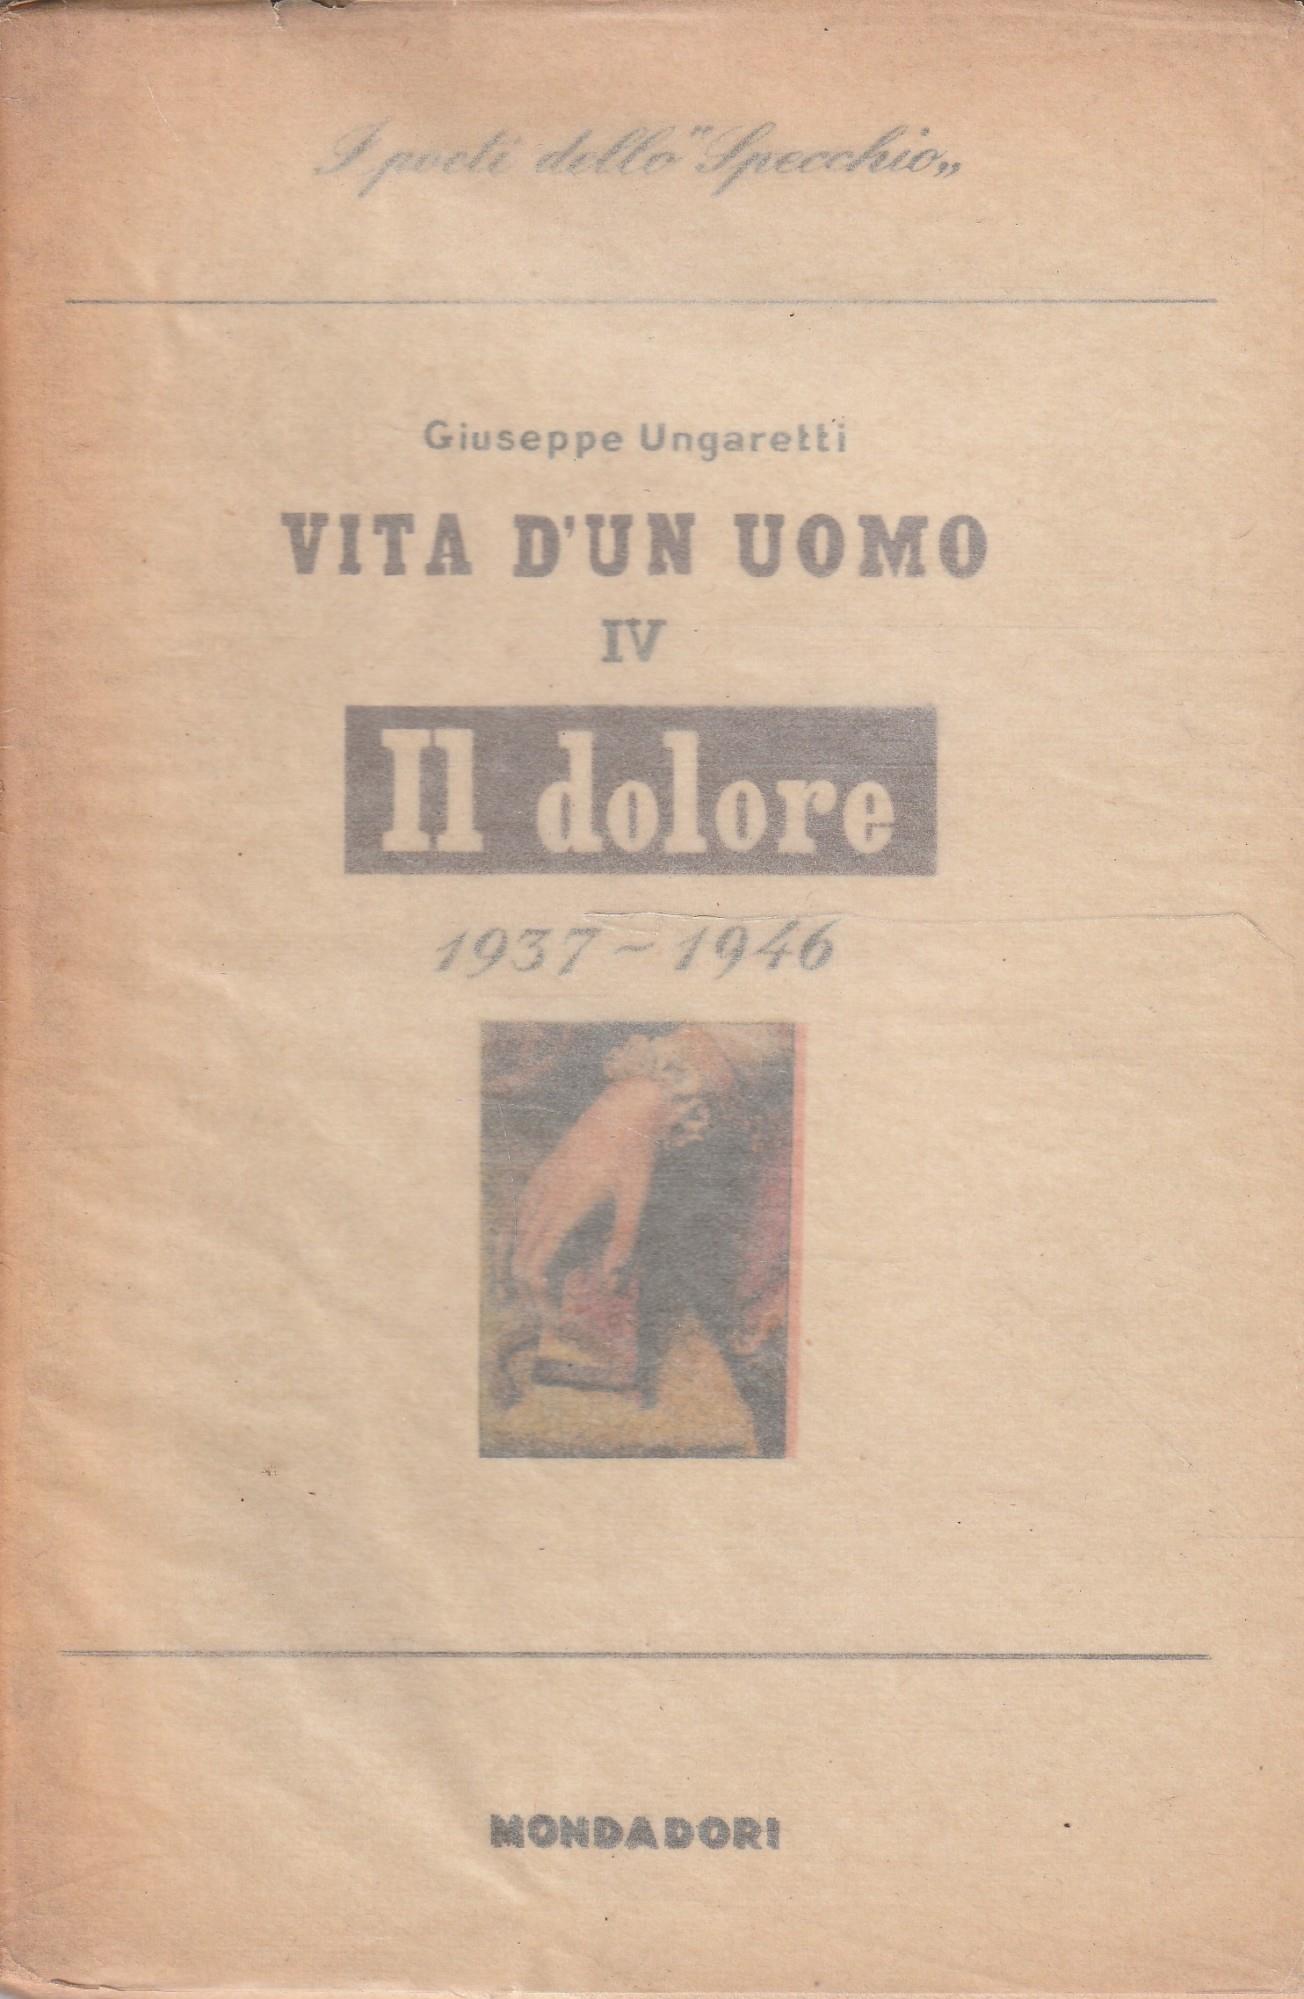 I poeti dello "Specchio„
Giuseppe Ungaretti
VITA D'UN UOMO
IV
Il dolore
1937~1946
MONDADORI